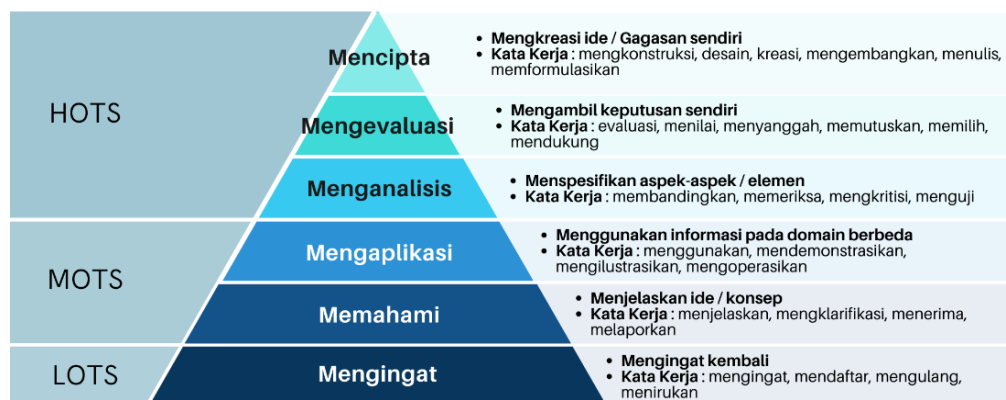 HOTS
Mencipta
• Mengkreasi ide / Gagasan sendiri
• Kata Kerja : mengkonstruksi, desain, kreasi, mengembangkan, menulis,
memformulasikan
Mengevaluasi
• Mengambil keputusan sendiri
• Kata Kerja : evaluasi, menilai, menyanggah, memutuskan, memilih,
mendukung
Menganalisis
• Menspesifikan aspek-aspek / elemen
• Kata Kerja : membandingkan, memeriksa, mengkritisi, menguji
MOTS
Mengaplikasi
• Menggunakan informasi pada domain berbeda
• Kata Kerja : menggunakan, mendemonstrasikan,
mengilustrasikan, mengoperasikan
Memahami
• Menjelaskan ide / konsep
• Kata Kerja : menjelaskan, mengklarifikasi, menerima,
melaporkan
LOTS
Mengingat
• Mengingat kembali
• Kata Kerja : mengingat, mendaftar, mengulang,
menirukan